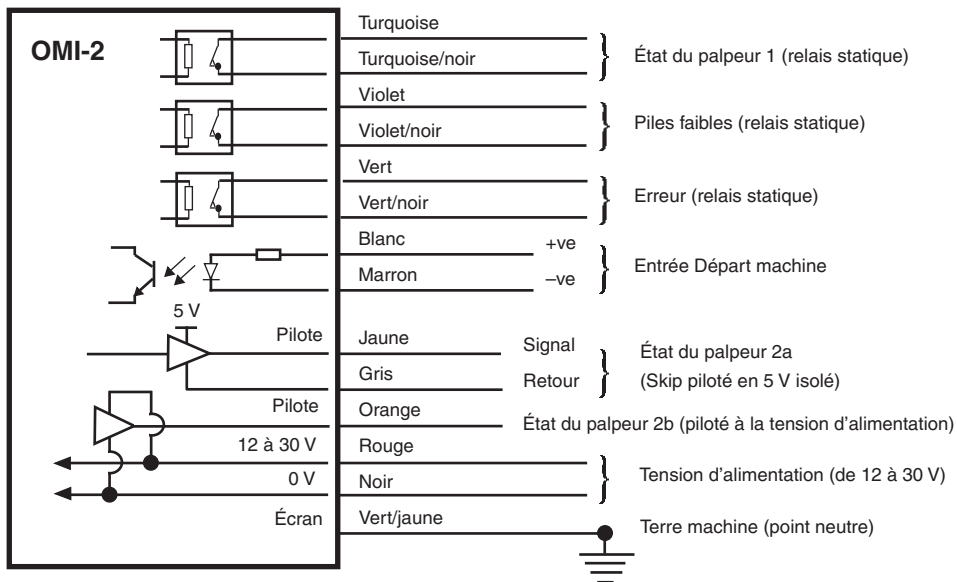 OMI-2
Turquoise
Turquoise/noir
État du palpeur 1 (relais statique)
Violet
Violet/noir
Piles faibles (relais statique)
Vert
Vert/noir
Erreur (relais statique)
Blanc
+ve
Marron
–ve
Entrée Départ machine
5 V
Pilote
Jaune
Signal
Gris
Retour
État du palpeur 2a
(Skip piloté en 5 V isolé)
Pilote
Orange
État du palpeur 2b (piloté à la tension d’alimentation)
12 à 30 V
Rouge
0 V
Noir
Tension d’alimentation (de 12 à 30 V)
Écran
Vert/jaune
Terre machine (point neutre)